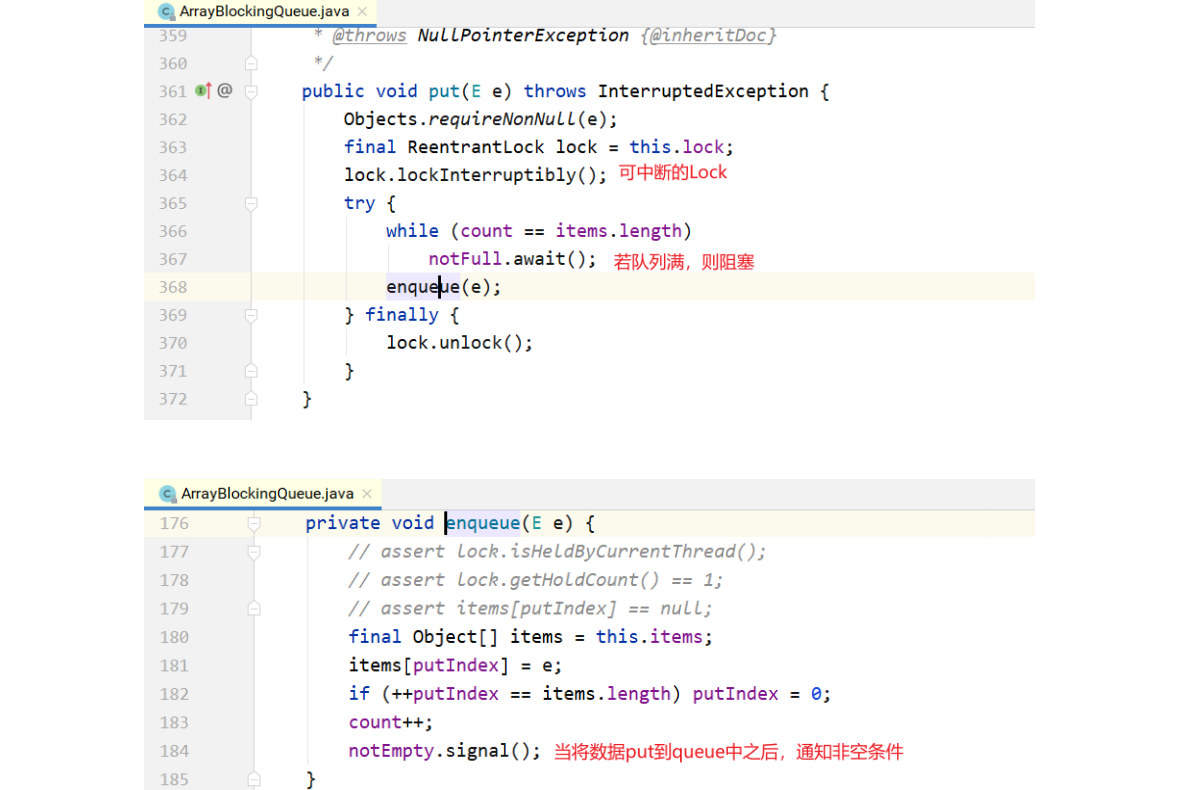 ArrayBlockingQueue.java
359 * @throws NullPointerException {@inheritDoc}
360 */
361 @ public void put(E e) throws InterruptedException {
362 Objects.requireNonNull(e);
363 final ReentrantLock lock = this.lock;
364 lock.lockInterruptibly(); 可中断的Lock
365 try {
366 while (count == items.length)
367 notFull.await(); 若队列满，则阻塞
368 enqueue(e);
369 } finally {
370 lock.unlock();
371 }
372 }
ArrayBlockingQueue.java
176 private void enqueue(E e) {
177 // assert lock.isHeldByCurrentThread();
178 // assert lock.getHoldCount() == 1;
179 // assert items[putIndex] == null;
180 final Object[] items = this.items;
181 items[putIndex] = e;
182 if (++putIndex == items.length) putIndex = 0;
183 count++;
184 notEmpty.signal(); 当将数据put到queue中之后，通知非空条件
185 }